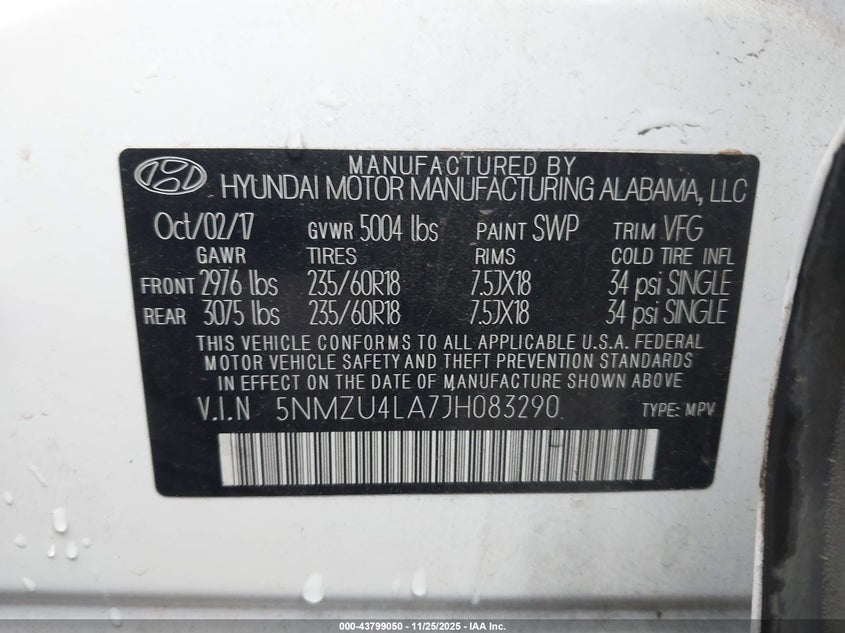 MANUFACTURED BY
HYUNDAI MOTOR MANUFACTURING ALABAMA, LLC
Oct/02/17 GVWR 5004 lbs PAINT SWP TRIM VFG
GAWR TIRES RIMS COLD TIRE INFL
FRONT 2976 lbs 235/60R18 7.5JX18 34 psi SINGLE
REAR 3075 lbs 235/60R18 7.5JX18 34 psi SINGLE
THIS VEHICLE CONFORMS TO ALL APPLICABLE U.S.A. FEDERAL
MOTOR VEHICLE SAFETY AND THEFT PREVENTION STANDARDS
IN EFFECT ON THE DATE OF MANUFACTURE SHOWN ABOVE
V.I.N 5NMZU4LA7JH083290 TYPE: MPV
000-43799050 - 11/25/2025 - IAA Inc.